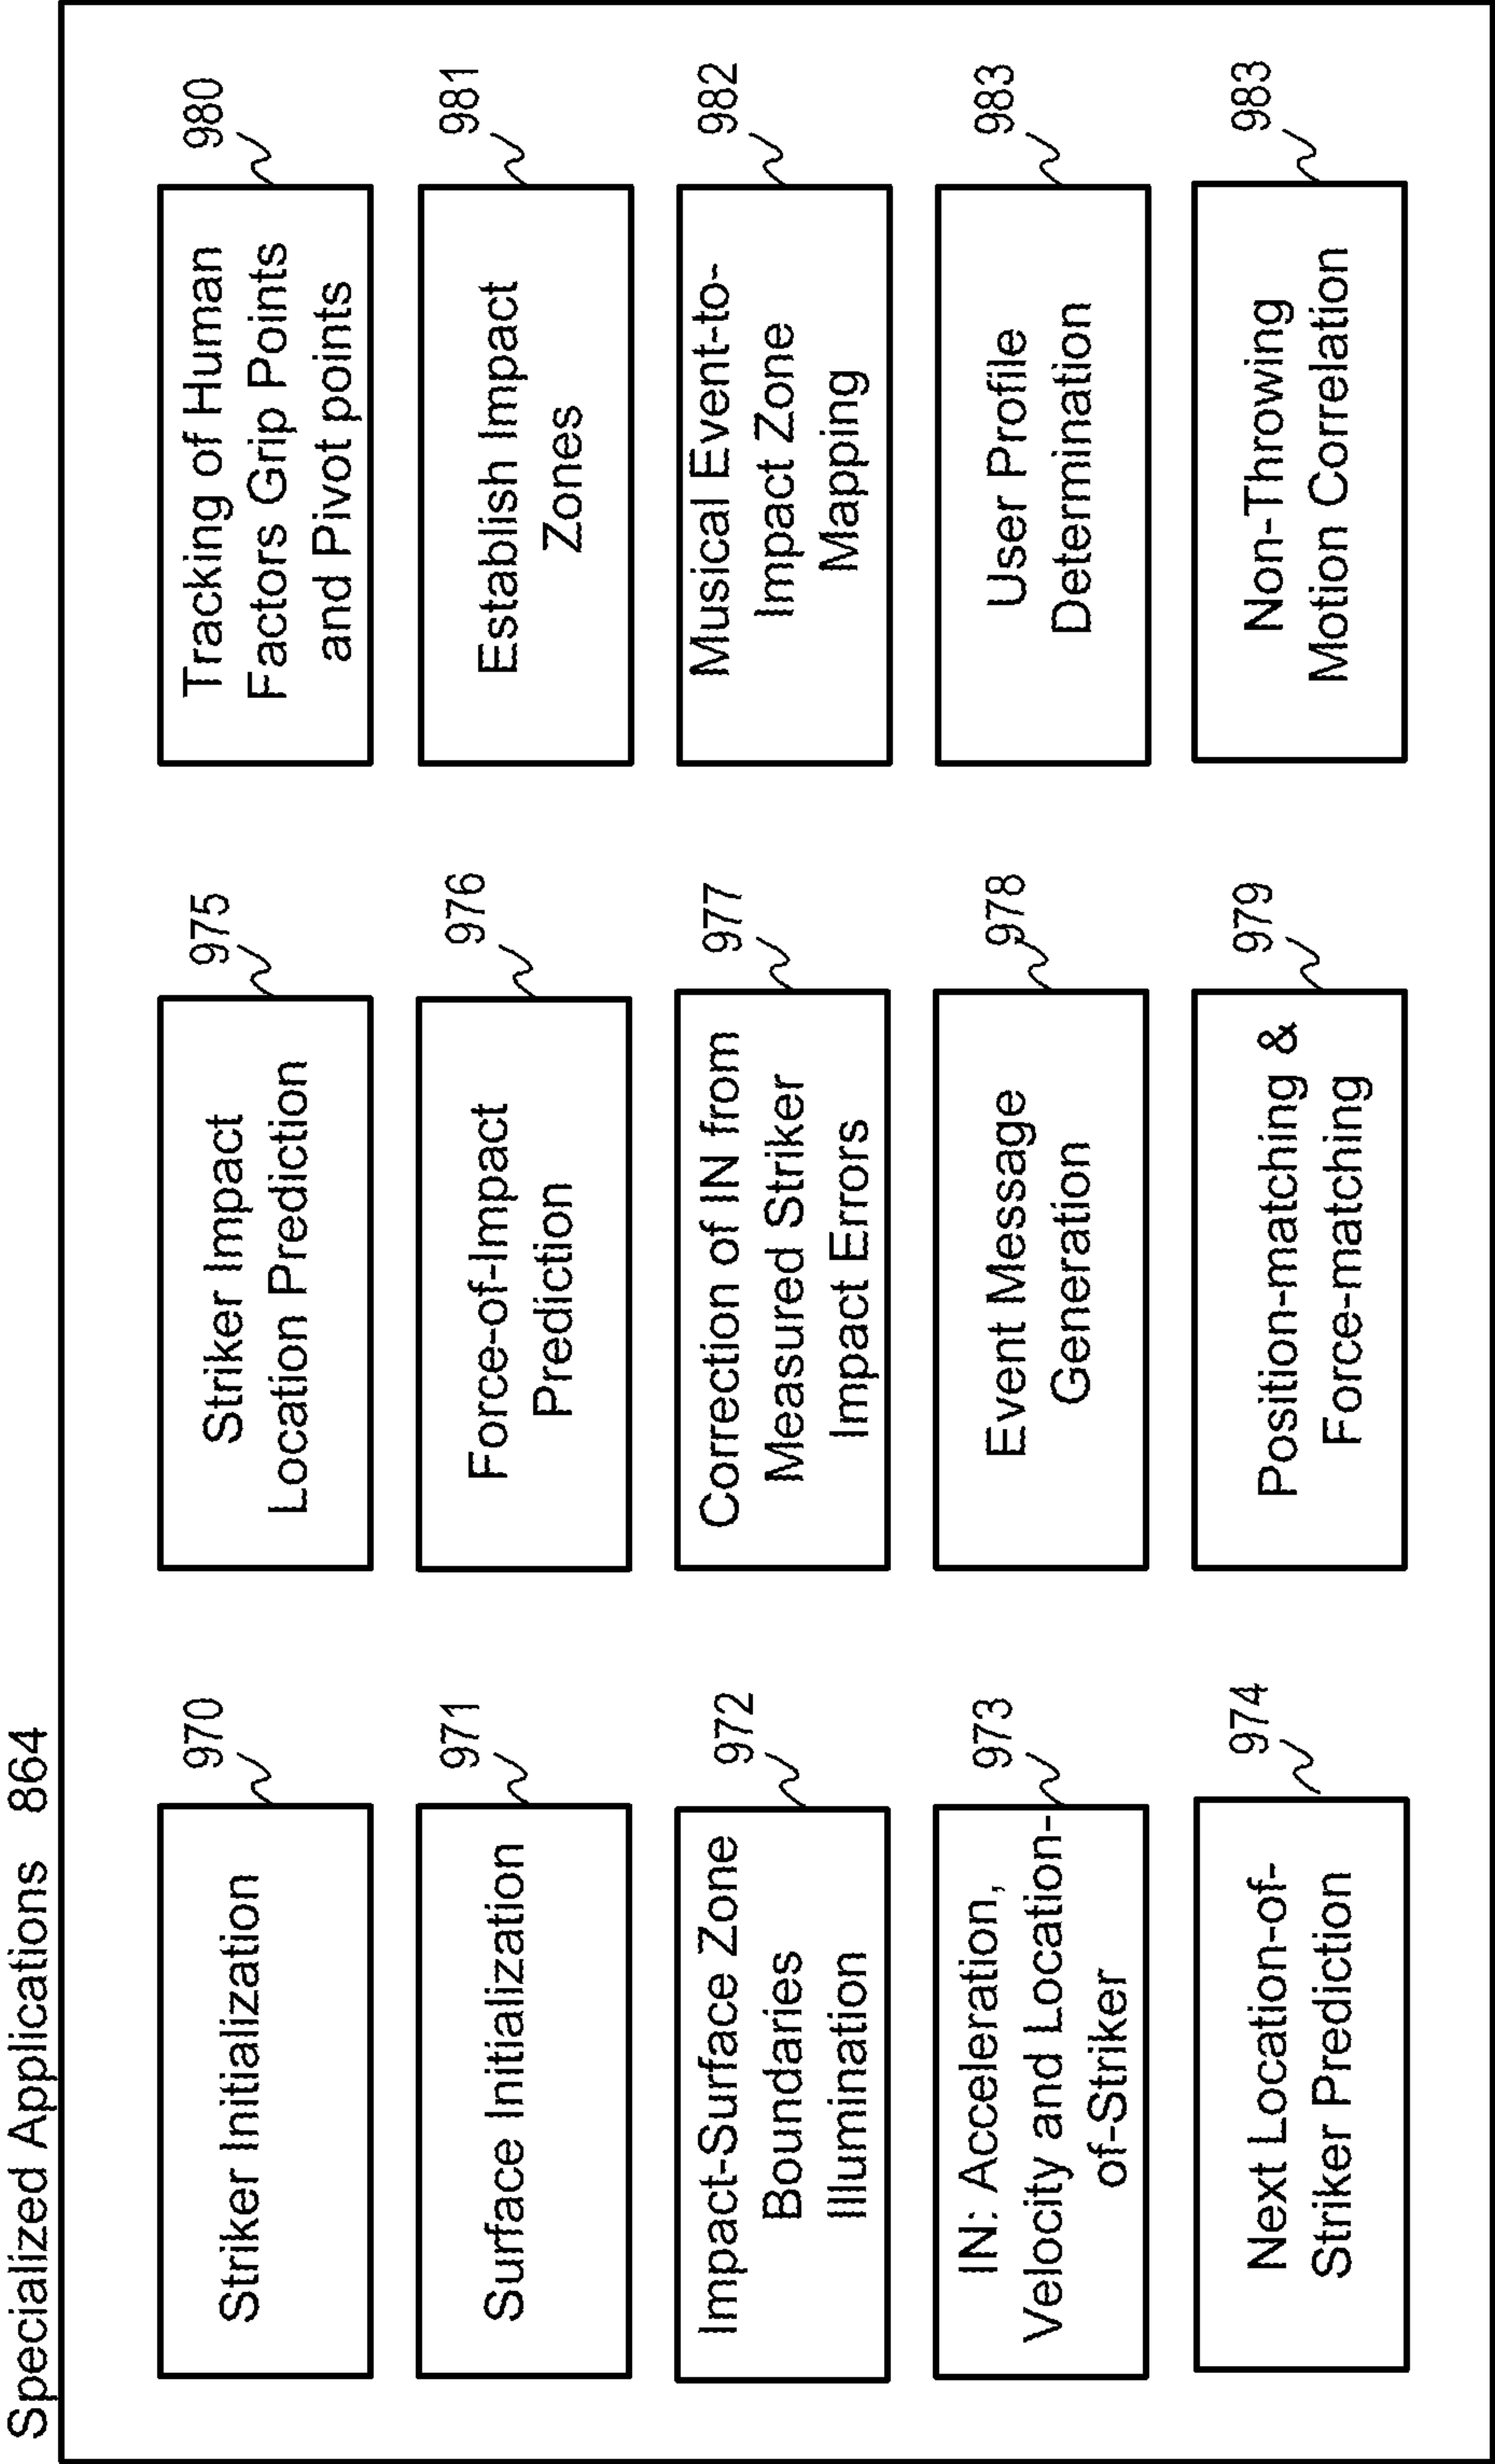 Specialized Applications 864
970
Striker Initialization
971
Surface Initialization
972
Impact-Surface Zone
Boundaries
Illumination
973
IN: Acceleration,
Velocity and Location-
of-Striker
974
Next Location-of-
Striker Prediction
975
Striker Impact
Location Prediction
976
Force-of-Impact
Prediction
977
Correction of IN from
Measured Striker
Impact Errors
978
Event Message
Generation
979
Position-matching &
Force-matching
980
Tracking of Human
Factors Grip Points
and Pivot points
981
Establish Impact
Zones
982
Musical Event-to-
Impact Zone
Mapping
983
User Profile
Determination
983
Non-Throwing
Motion Correlation